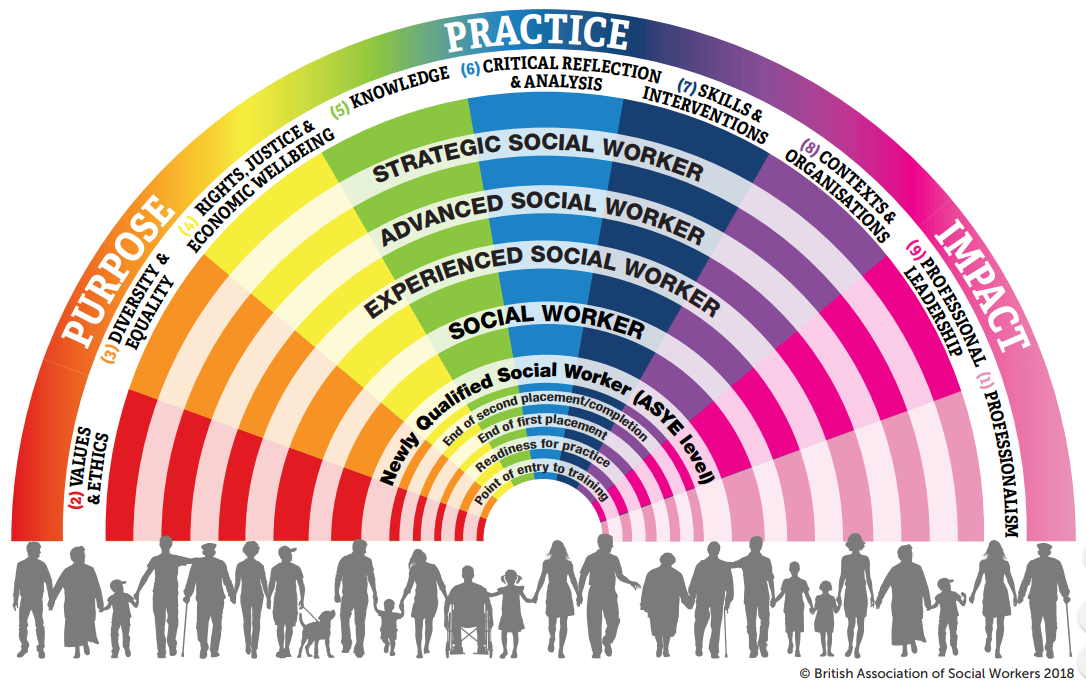 PRACTICE
PURPOSE
IMPACT
(2) VALUES
& ETHICS
(3) DIVERSITY &
EQUALITY
(4) RIGHTS, JUSTICE &
ECONOMIC WELLBEING
(5) KNOWLEDGE
(6) CRITICAL REFLECTION
& ANALYSIS
(7) SKILLS &
INTERVENTIONS
(8) CONTEXTS &
ORGANISATIONS
(9) PROFESSIONAL
LEADERSHIP
(1) PROFESSIONALISM
STRATEGIC SOCIAL WORKER
ADVANCED SOCIAL WORKER
EXPERIENCED SOCIAL WORKER
SOCIAL WORKER
Newly Qualified Social Worker (ASYE level)
End of second placement/completion
End of first placement
Readiness for practice
Point of entry to training
© British Association of Social Workers 2018